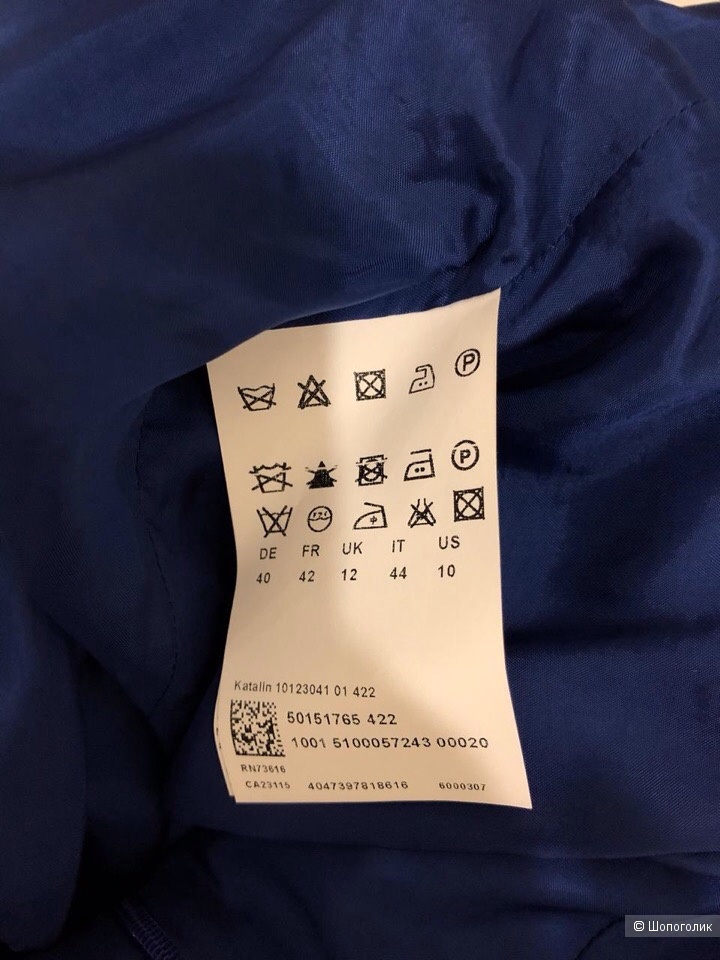 P
P
DE FR UK IT US
40 42 12 44 10
Katalin 10123041 01 422
50151765 422
1001 5100057243 00020
RN73616
CA23115 4047397818616 6000307
© Шопоголик